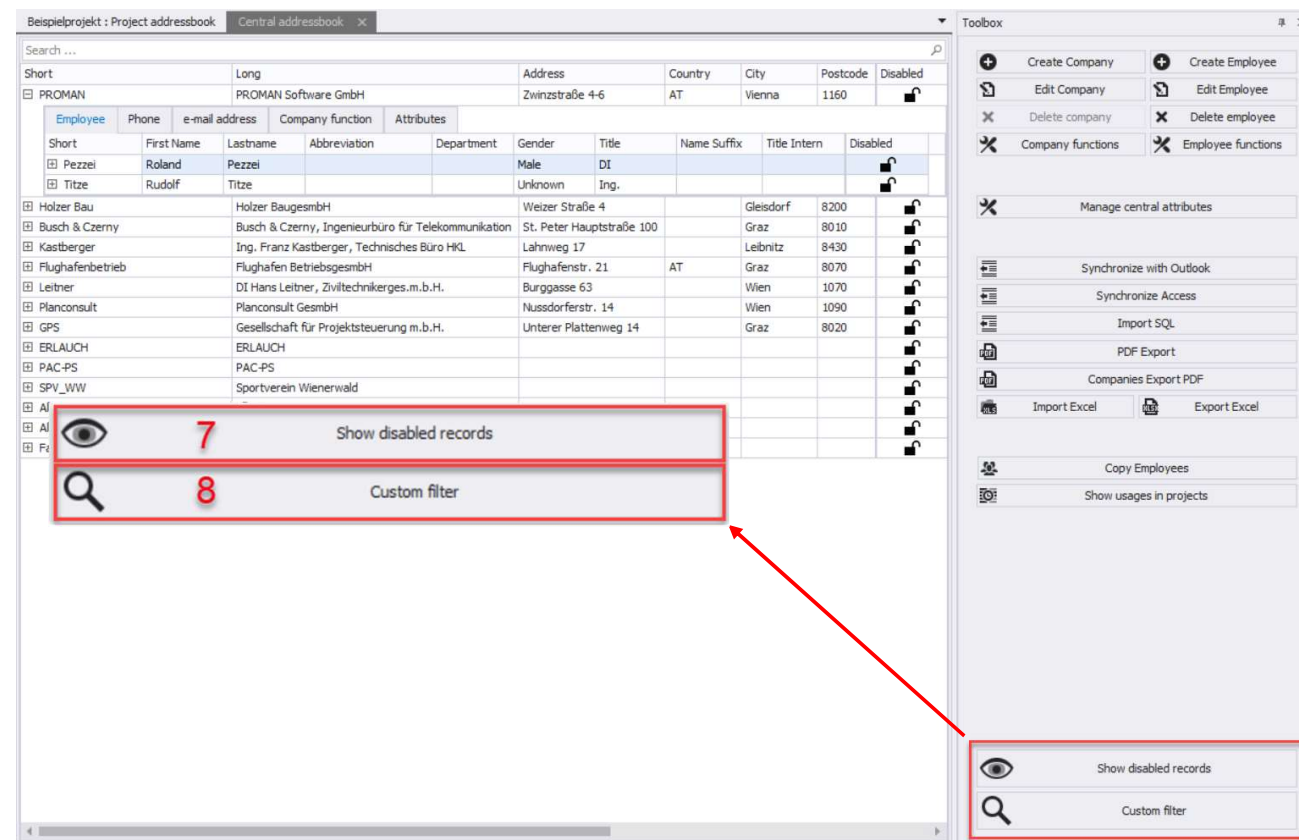 Beispielprojekt : Project addressbook Central addressbook
Toolbox
Search ...
Short Long Address Country City Postcode Disabled
PROMAN PROMAN Software GmbH Zwinzstraße 4-6 AT Vienna 1160
Employee Phone e-mail address Company function Attributes
Short First Name Lastname Abbreviation Department Gender Title Name Suffix Title Intern Disabled
Pezzei Roland Pezzei Male DI
Titze Rudolf Titze Unknown Ing.
Holzer Bau Holzer BaugesmbH Weizer Straße 4 Gleisdorf 8200
Busch & Czerny Busch & Czerny, Ingenieurbüro für Telekommunikation St. Peter Hauptstraße 100 Graz 8010
Kastberger Ing. Franz Kastberger, Technisches Büro HKL Lahnweg 17 Leibnitz 8430
Flughafenbetrieb Flughafen BetriebsgesmbH Flughafenstr. 21 AT Graz 8070
Leitner DI Hans Leitner, Ziviltechnikerges.m.b.H. Burggasse 63 Wien 1070
Planconsult Planconsult GesmbH Nussdorferstr. 14 Wien 1090
GPS Gesellschaft für Projektsteuerung m.b.H. Unterer Plattenweg 14 Graz 8020
ERLAUCH ERLAUCH
PAC-PS PAC-PS
SPV_WW Sportverein Wienerwald
7 Show disabled records
8 Custom filter
Create Company Create Employee
Edit Company Edit Employee
Delete company Delete employee
Company functions Employee functions
Manage central attributes
Synchronize with Outlook
Synchronize Access
Import SQL
PDF PDF Export
PDF Companies Export PDF
XLS Import Excel XLSX Export Excel
Copy Employees
Show usages in projects
Show disabled records
Custom filter